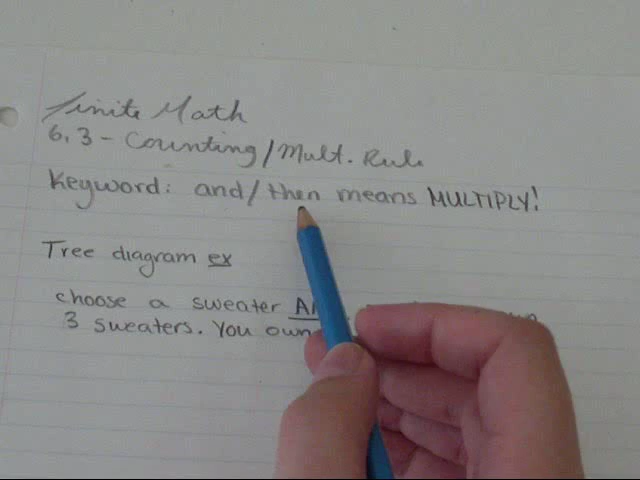 Finite Math
6.3 - Counting/Mult. Rule
Keyword: and/then means MULTIPLY!
Tree diagram ex
choose a sweater
3 sweaters. You own